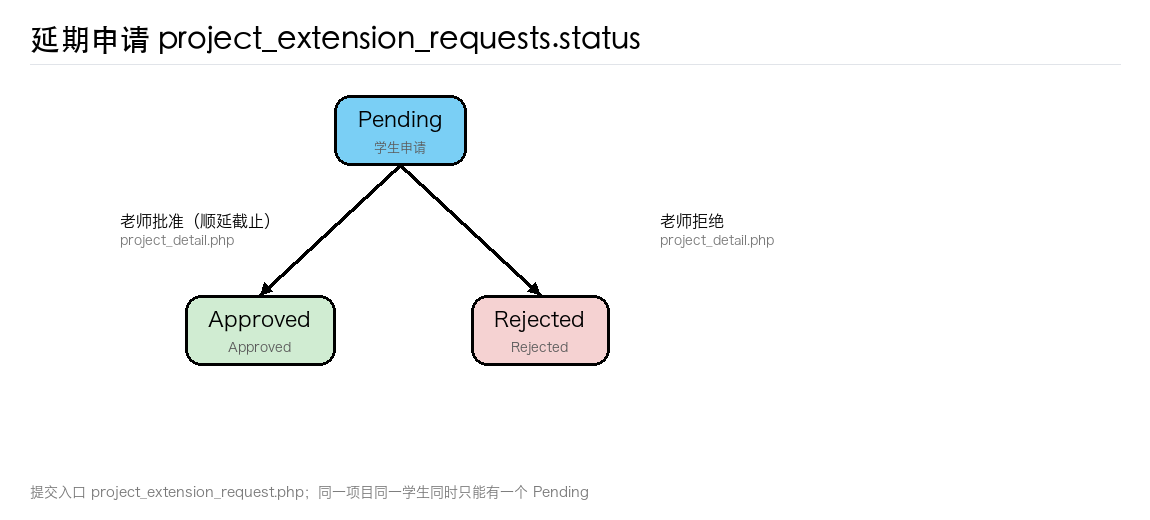 延期申请 project_extension_requests.status
Pending
学生申请
老师批准（顺延截止）
project_detail.php
老师拒绝
project_detail.php
Approved
Approved
Rejected
Rejected
提交入口 project_extension_request.php；同一项目同一学生同时只能有一个 Pending